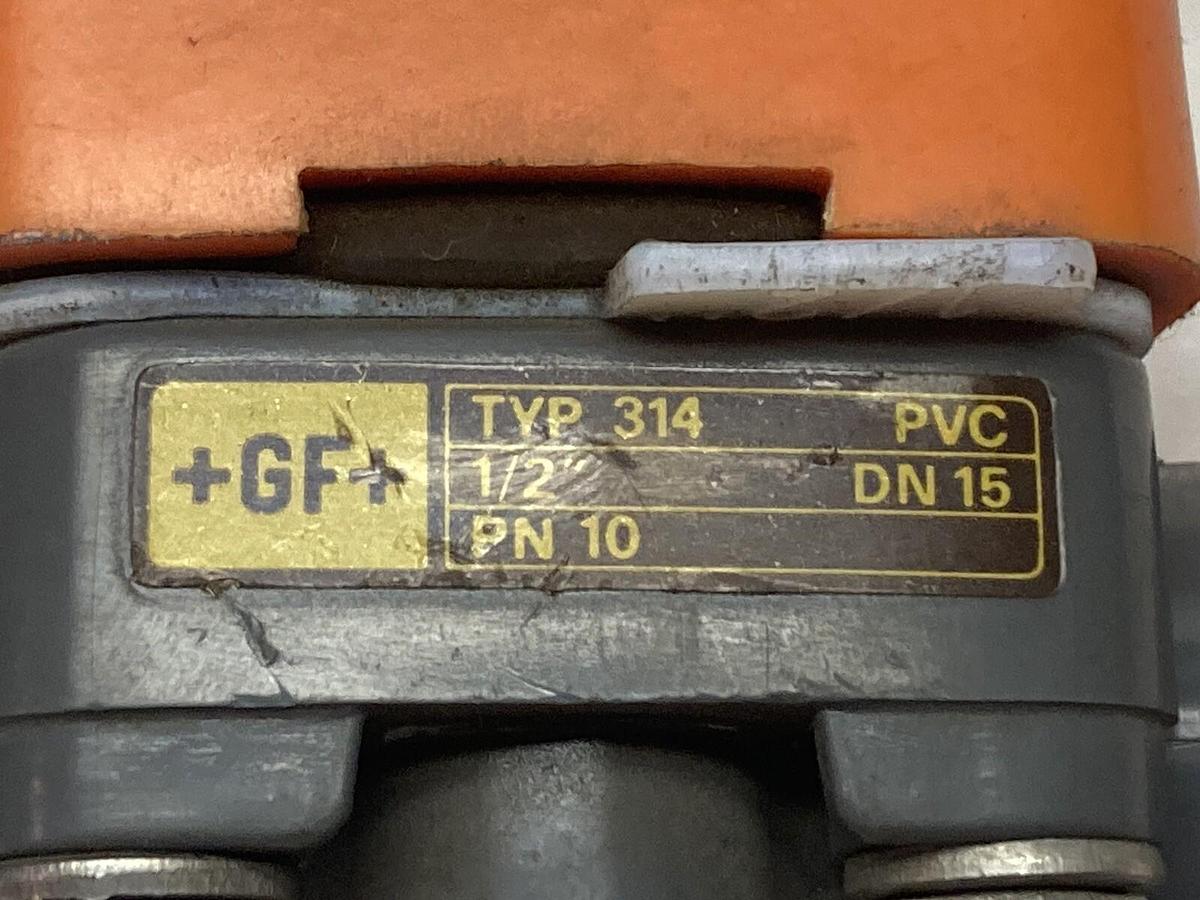 +GF+
TYP 314 PVC
1/2" DN 15
PN 10